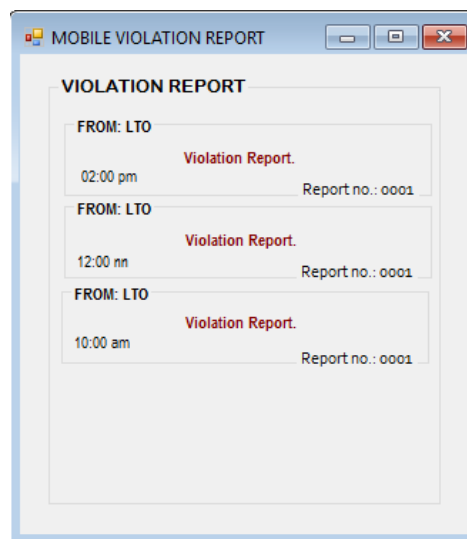 MOBILE VIOLATION REPORT
VIOLATION REPORT
FROM: LTO
Violation Report.
02:00 pm
Report no.: 0001
FROM: LTO
Violation Report.
12:00 nn
Report no.: 0001
FROM: LTO
Violation Report.
10:00 am
Report no.: 0001